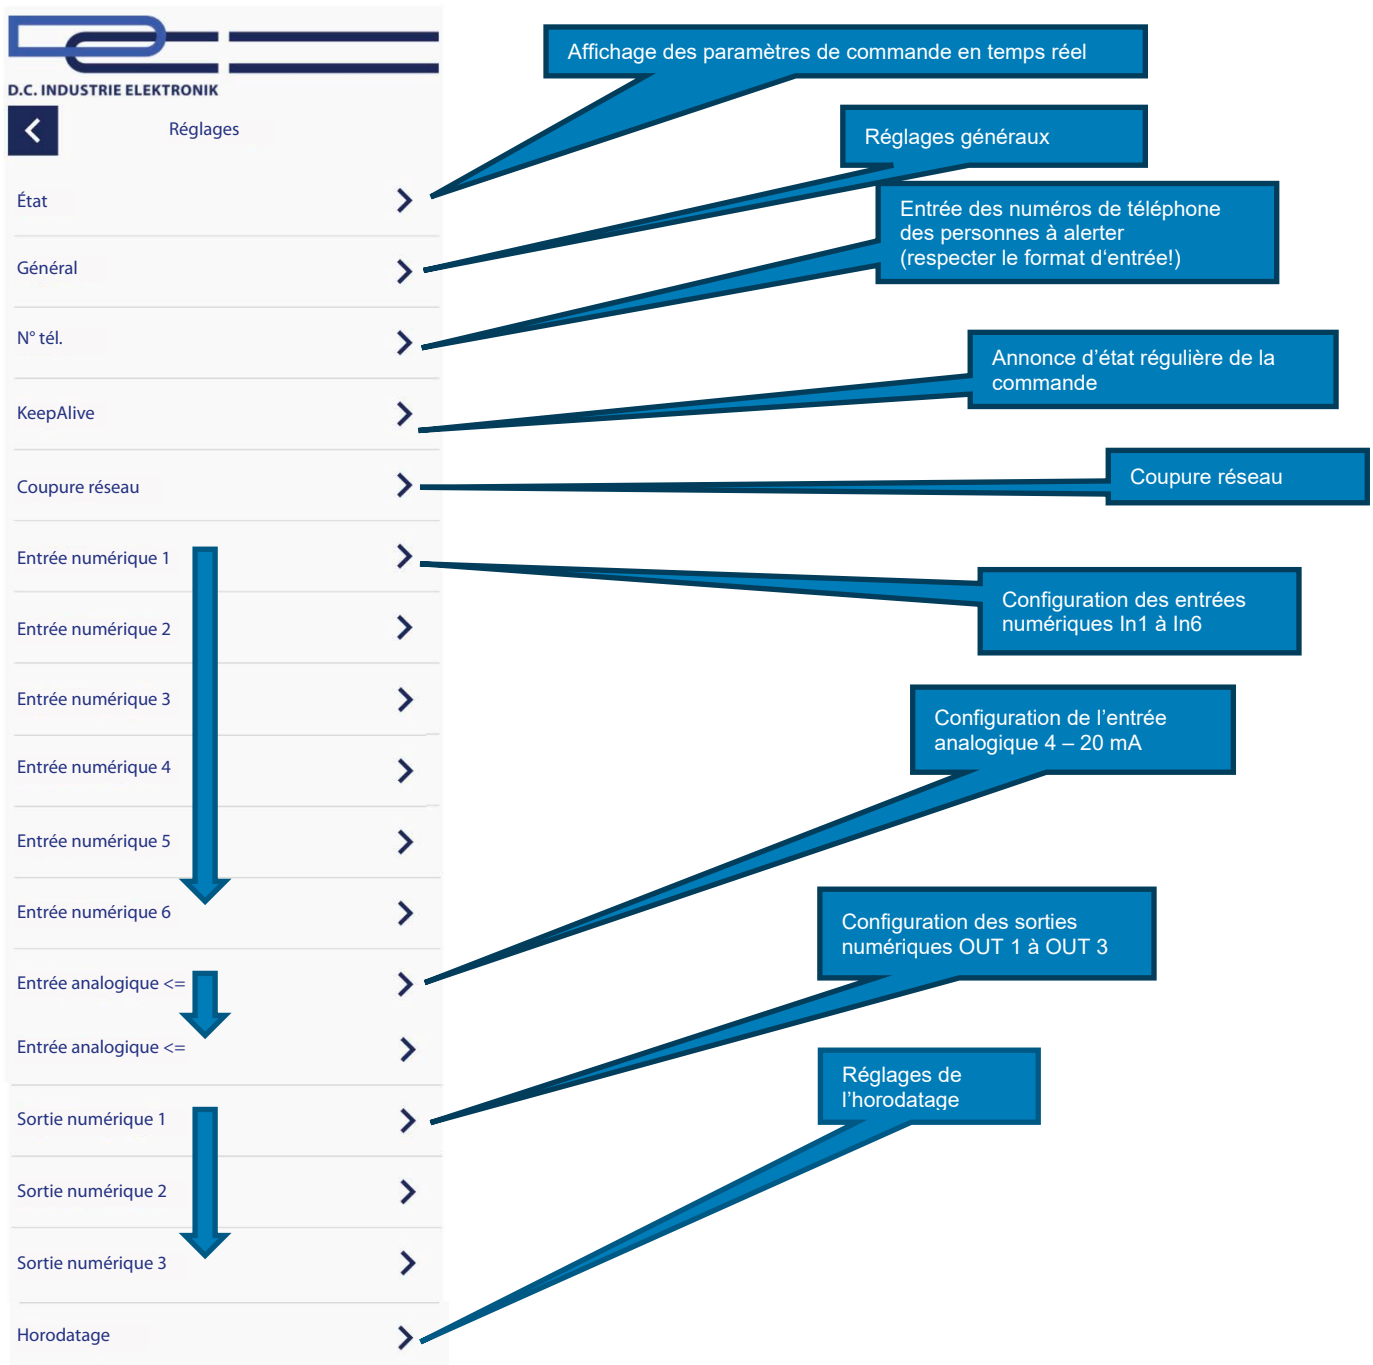 D.C. INDUSTRIE ELEKTRONIK
Réglages
État
Général
N° tél.
KeepAlive
Coupure réseau
Entrée numérique 1
Entrée numérique 2
Entrée numérique 3
Entrée numérique 4
Entrée numérique 5
Entrée numérique 6
Entrée analogique <=
Entrée analogique <=
Sortie numérique 1
Sortie numérique 2
Sortie numérique 3
Horodatage
Affichage des paramètres de commande en temps réel
Réglages généraux
Entrée des numéros de téléphone
des personnes à alerter
(respecter le format d‘entrée!)
Annonce d’état régulière de la
commande
Coupure réseau
Configuration des entrées
numériques In1 à In6
Configuration de l’entrée
analogique 4 – 20 mA
Configuration des sorties
numériques OUT 1 à OUT 3
Réglages de
l’horodatage